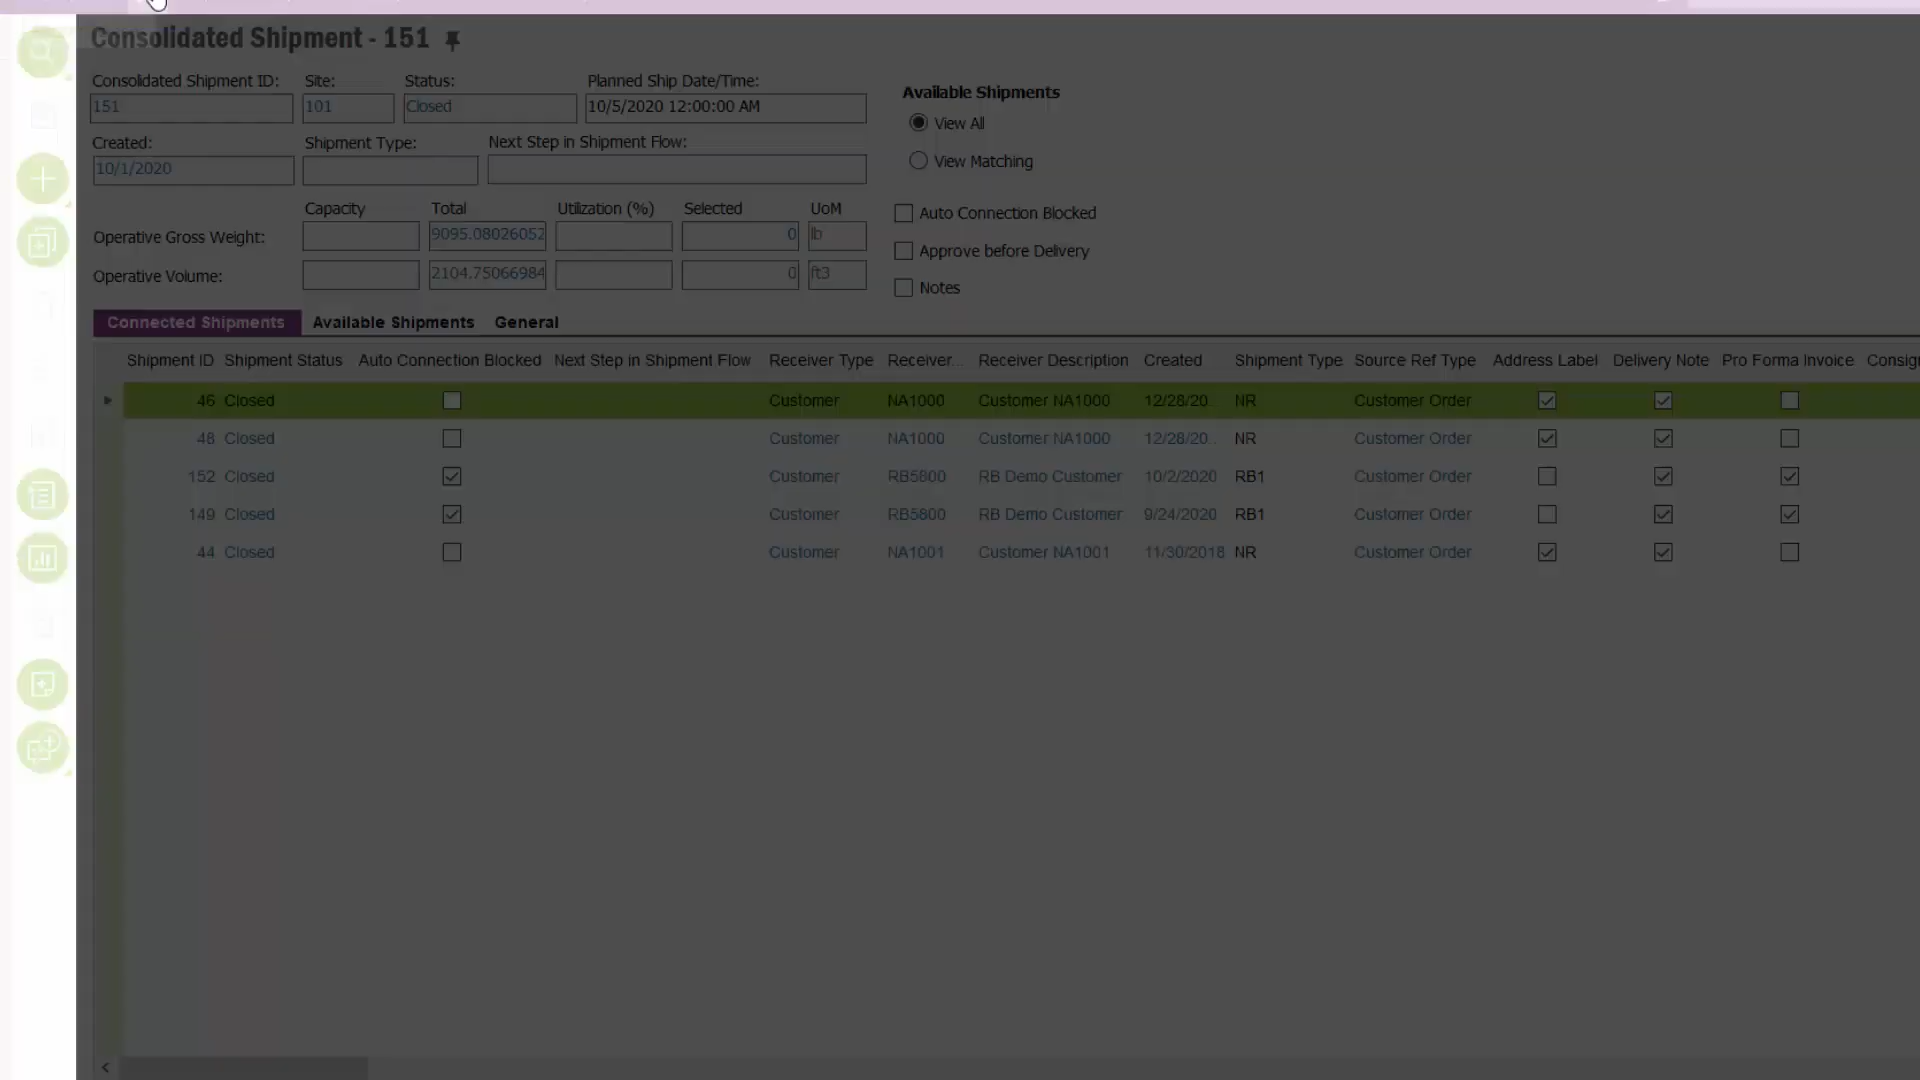 Consolidated Shipment - 151
Consolidated Shipment ID: Site: Status: Planned Ship Date/Time:
151 101 Closed 10/5/2020 12:00:00 AM
Available Shipments
View All
Created: Shipment Type: Next Step in Shipment Flow:
10/1/2020
View Matching
Capacity Total Utilization (%) Selected UoM
Auto Connection Blocked
Operative Gross Weight: 9095.08026052 0 lb
Approve before Delivery
Operative Volume: 2104.75066984 0 ft3
Notes
Connected Shipments Available Shipments General
Shipment ID Shipment Status Auto Connection Blocked Next Step in Shipment Flow Receiver Type Receiver... Receiver Description Created Shipment Type Source Ref Type Address Label Delivery Note Pro Forma Invoice Consig
46 Closed Customer NA1000 Customer NA1000 12/28/20.. NR Customer Order
48 Closed Customer NA1000 Customer NA1000 12/28/20.. NR Customer Order
152 Closed Customer RB5800 RB Demo Customer 10/2/2020 RB1 Customer Order
149 Closed Customer RB5800 RB Demo Customer 9/24/2020 RB1 Customer Order
44 Closed Customer NA1001 Customer NA1001 11/30/2018 NR Customer Order